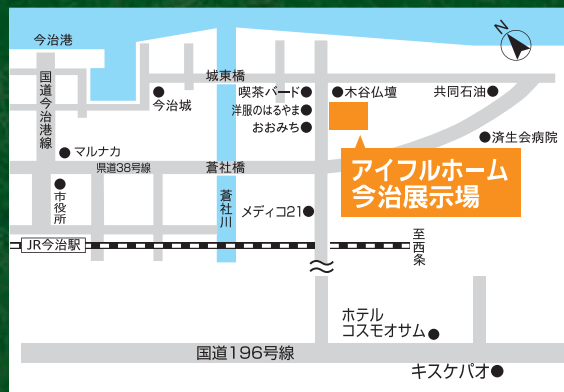 N
今治港
国道今治港線
城東橋
今治城
喫茶バード
洋服のはるやま
おおみち
木谷仏壇
共同石油
済生会病院
マルナカ
県道38号線
蒼社橋
アイフルホーム
今治展示場
市役所
蒼社川
メディコ21
JR今治駅
至西条
ホテル
コスモオサム
国道196号線
キスケパオ